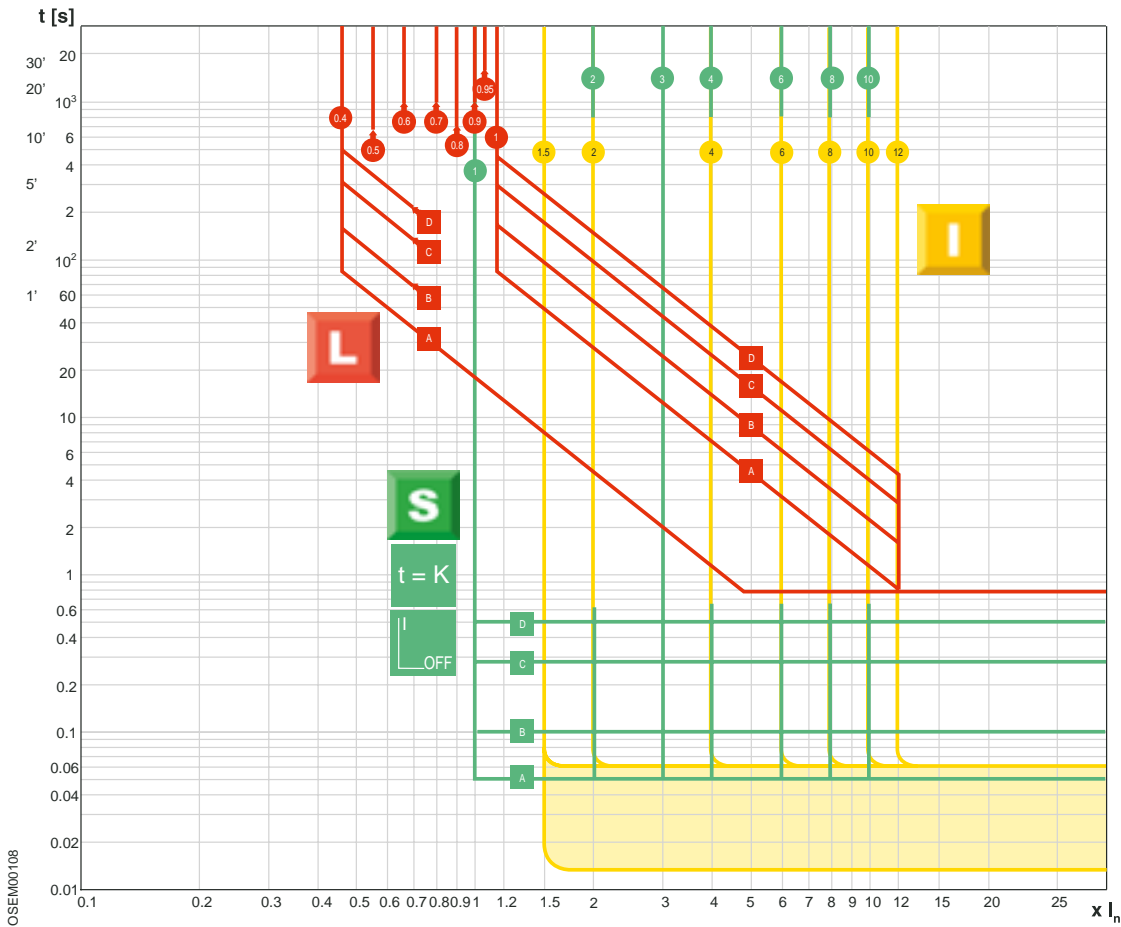 t [s]
20
30'
20'
10³
10'
6
4
5'
2
2'
10²
1'
60
40
20
10
6
4
2
1
0.6
0.4
0.2
0.1
0.06
0.04
0.02
0.01
0.4
0.5
0.6
0.7
0.8
0.9
0.95
1
1
2
3
4
6
8
10
1.5
2
4
6
8
10
12
D
C
B
A
D
C
B
A
I
L
S
t = K
I
OFF
D
C
B
A
0.1 0.2 0.3 0.4 0.5 0.6 0.7 0.8 0.9 1 1.2 1.5 2 3 4 5 6 7 8 9 10 12 15 20 25
x Iₙ
OSEM00108